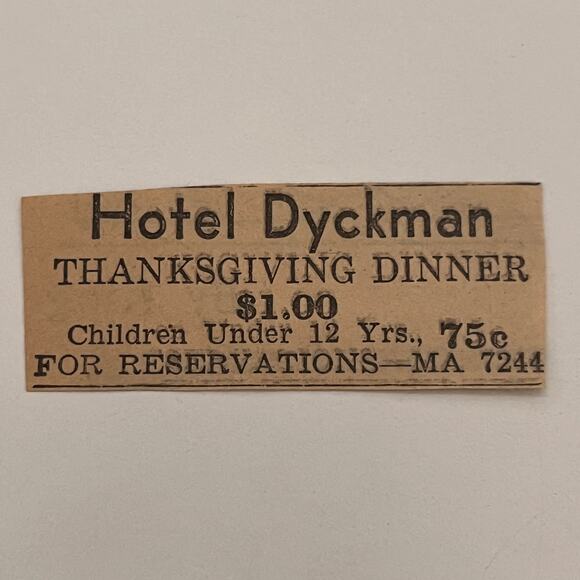 Hotel Dyckman
THANKSGIVING DINNER
$1.00
Children Under 12 Yrs., 75c
FOR RESERVATIONS—MA 7244